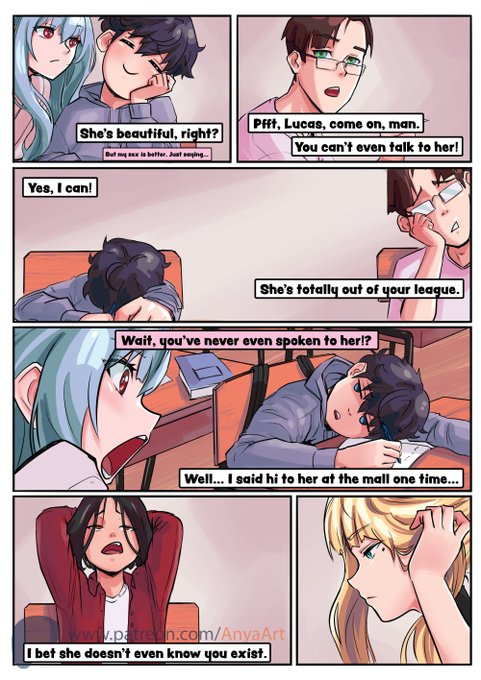 She's beautiful, right?
But my sex is better. Just saying...
Pfft, Lucas, come on, man.
You can't even talk to her!
Yes, I can!
She's totally out of your league.
Wait, you've never even spoken to her!?
Well... I said hi to her at the mall one time...
www.patreon.com/AnyaArt
I bet she doesn't even know you exist.